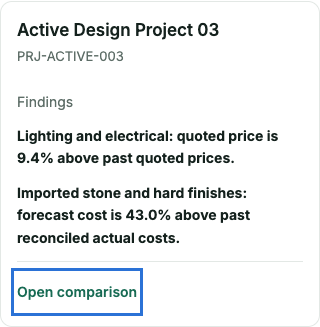 Active Design Project 03
PRJ-ACTIVE-003
Findings
Lighting and electrical: quoted price is
9.4% above past quoted prices.
Imported stone and hard finishes:
forecast cost is 43.0% above past
reconciled actual costs.
Open comparison